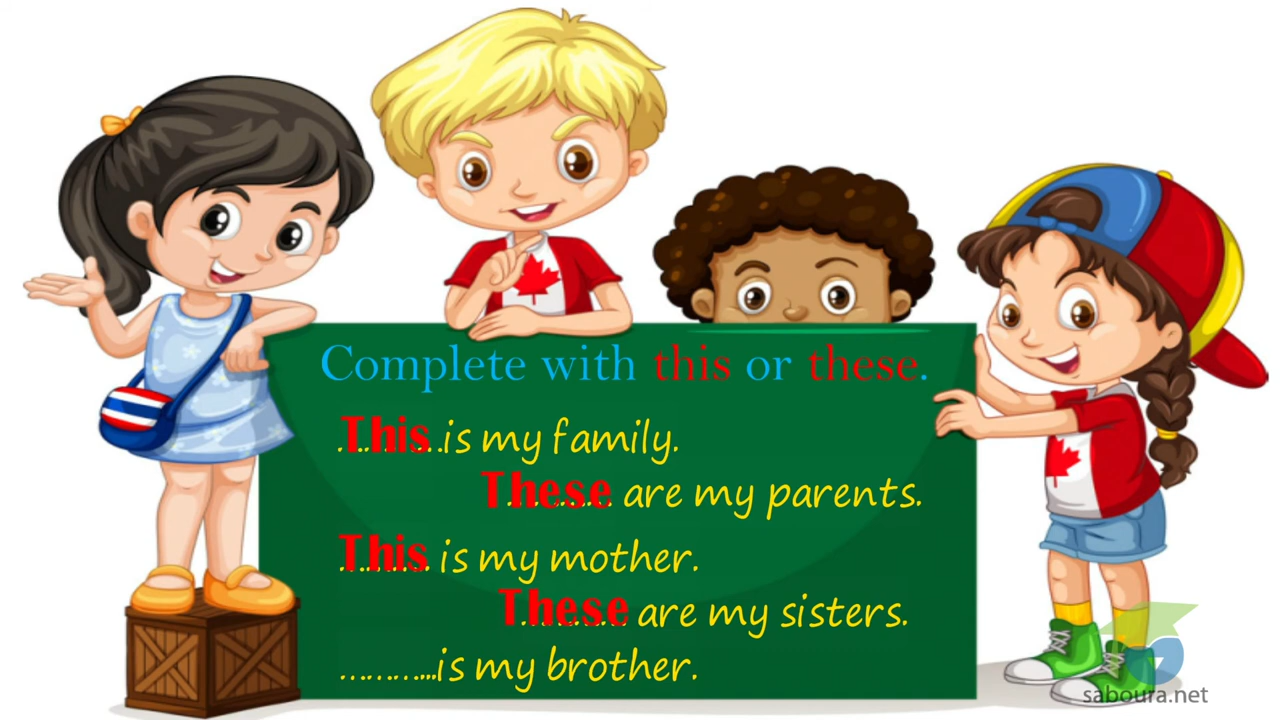 Complete with this or these.
This is my family.
These are my parents.
This is my mother.
These are my sisters.
............is my brother.
saboura.net